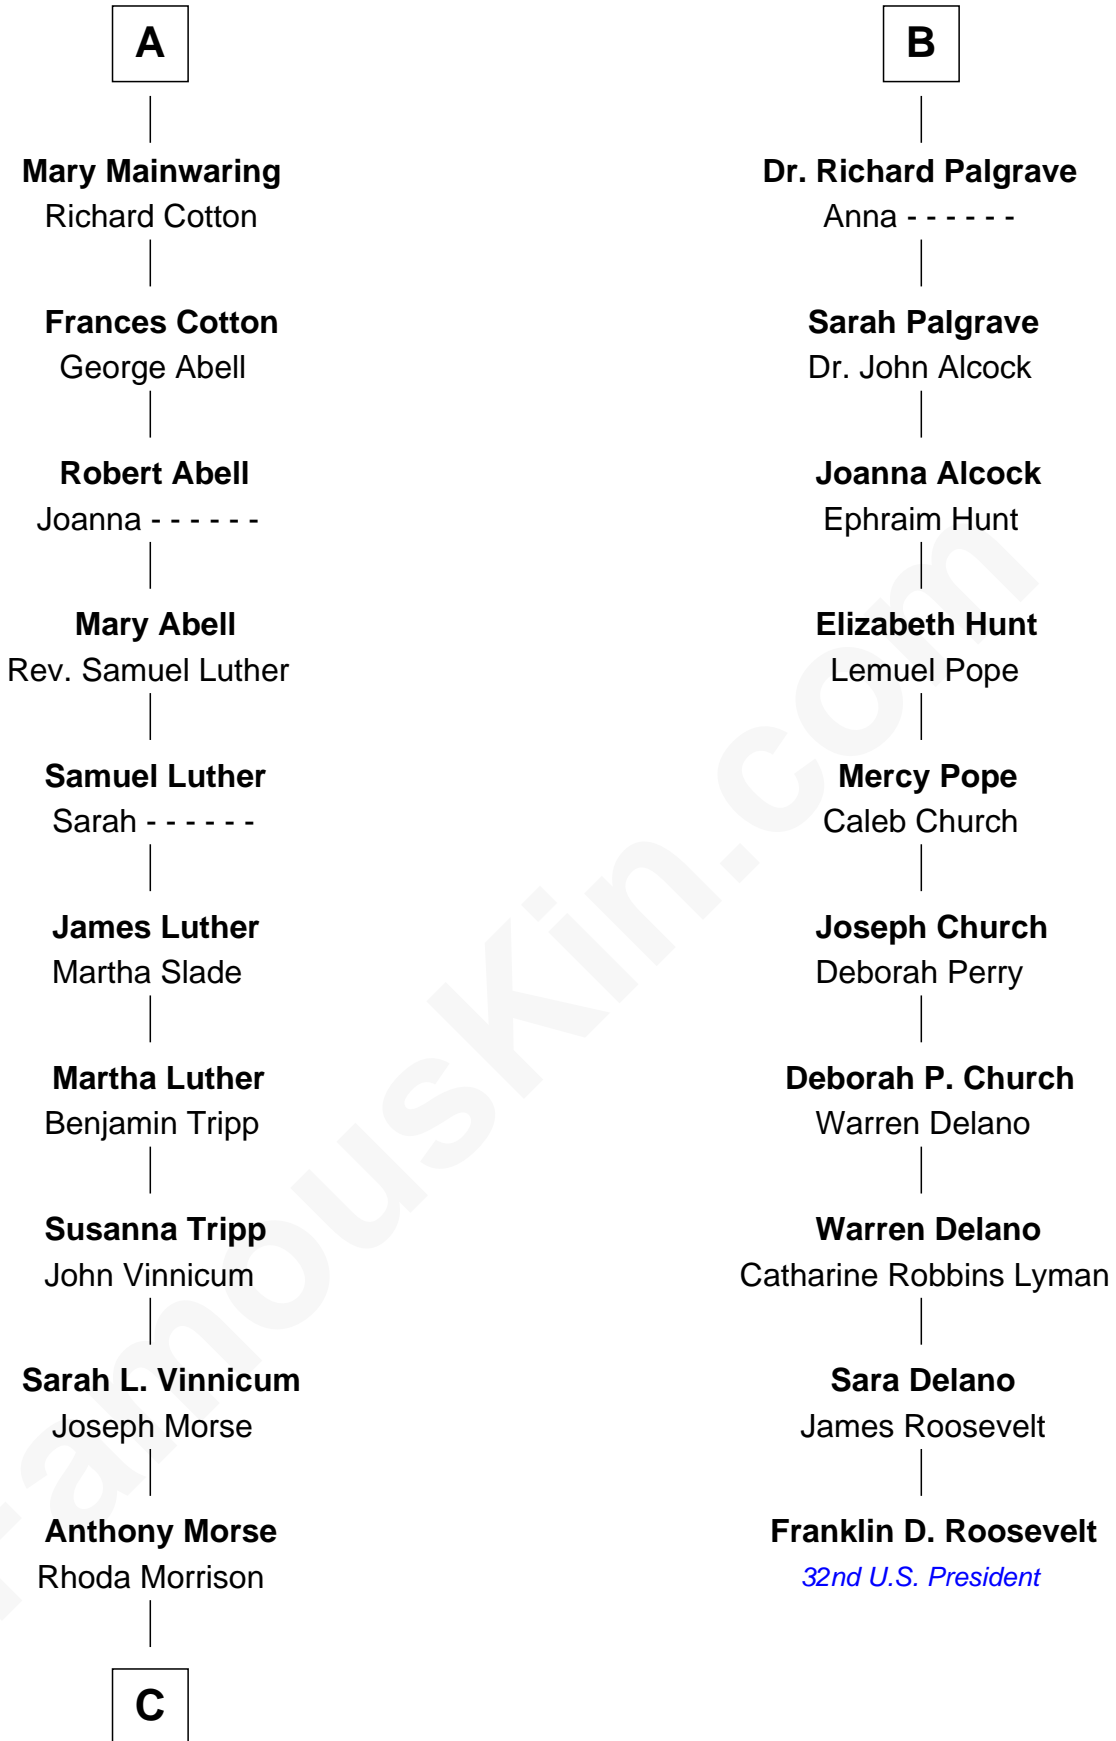 A
Mary Mainwaring
Richard Cotton
Frances Cotton
George Abell
Robert Abell
Joanna - - - - - -
Mary Abell
Rev. Samuel Luther
Samuel Luther
Sarah - - - - - -
James Luther
Martha Slade
Martha Luther
Benjamin Tripp
Susanna Tripp
John Vinnicum
Sarah L. Vinnicum
Joseph Morse
Anthony Morse
Rhoda Morrison
C
B
Dr. Richard Palgrave
Anna - - - - - -
Sarah Palgrave
Dr. John Alcock
Joanna Alcock
Ephraim Hunt
Elizabeth Hunt
Lemuel Pope
Mercy Pope
Caleb Church
Joseph Church
Deborah Perry
Deborah P. Church
Warren Delano
Warren Delano
Catharine Robbins Lyman
Sara Delano
James Roosevelt
Franklin D. Roosevelt
32nd U.S. President
FamousKin.com